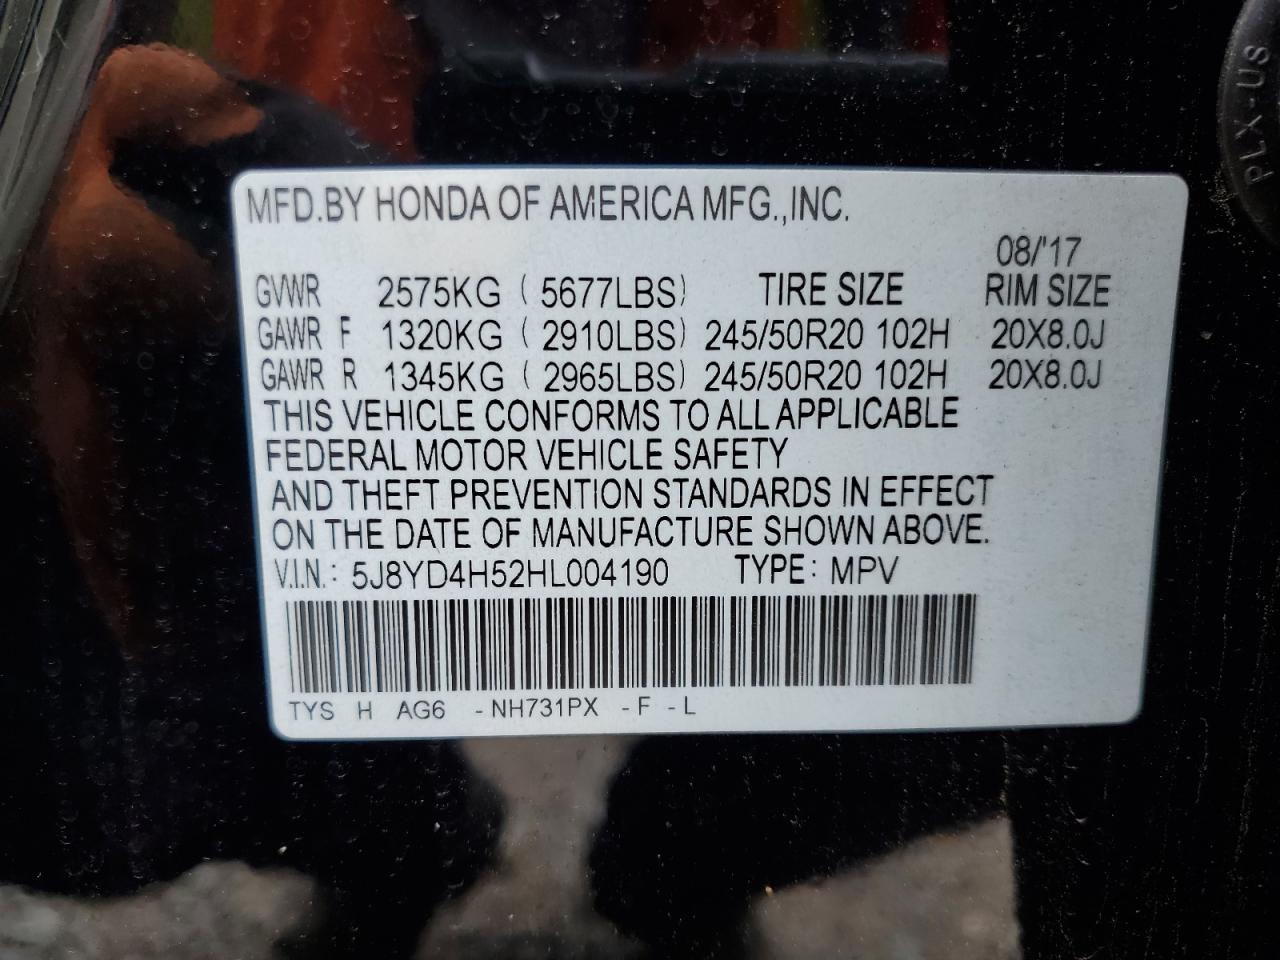 MFD.BY HONDA OF AMERICA MFG.,INC.
08/'17
GVWR 2575KG ( 5677LBS) TIRE SIZE RIM SIZE
GAWR F 1320KG ( 2910LBS) 245/50R20 102H 20X8.0J
GAWR R 1345KG ( 2965LBS) 245/50R20 102H 20X8.0J
THIS VEHICLE CONFORMS TO ALL APPLICABLE
FEDERAL MOTOR VEHICLE SAFETY
AND THEFT PREVENTION STANDARDS IN EFFECT
ON THE DATE OF MANUFACTURE SHOWN ABOVE.
V.I.N.: 5J8YD4H52HL004190 TYPE: MPV
TYS H AG6 -NH731PX -F -L
PLX-US